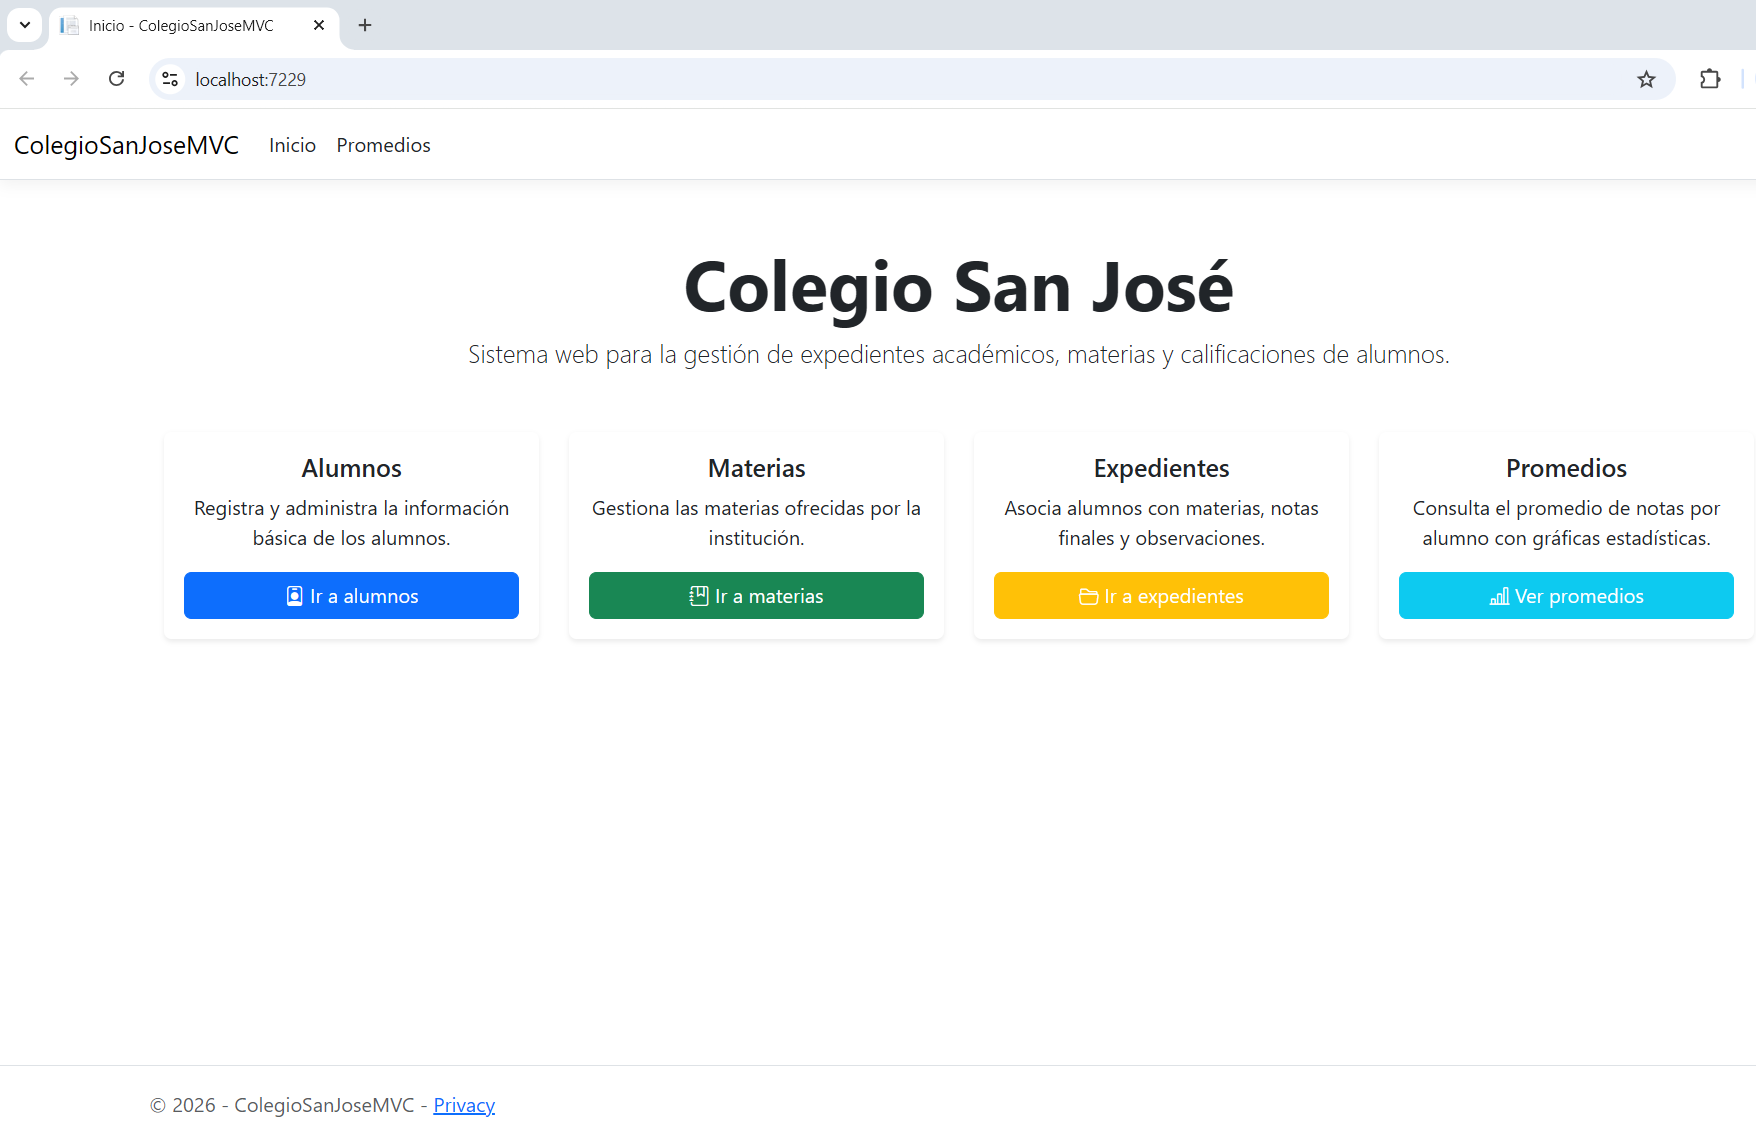 Inicio - ColegioSanJoseMVC
localhost:7229
ColegioSanJoseMVC Inicio Promedios
Colegio San José
Sistema web para la gestión de expedientes académicos, materias y calificaciones de alumnos.
Alumnos
Registra y administra la información
básica de los alumnos.
Ir a alumnos
Materias
Gestiona las materias ofrecidas por la
institución.
Ir a materias
Expedientes
Asocia alumnos con materias, notas
finales y observaciones.
Ir a expedientes
Promedios
Consulta el promedio de notas por
alumno con gráficas estadísticas.
Ver promedios
© 2026 - ColegioSanJoseMVC - Privacy